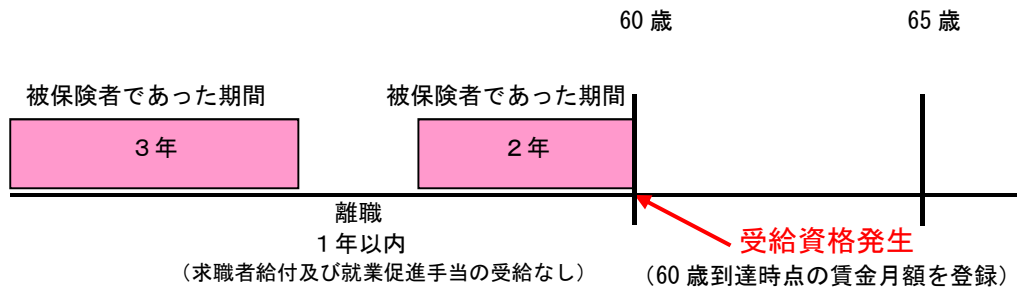 60 歳
65 歳
被保険者であった期間
被保険者であった期間
３年
２年
離職
１年以内
（求職者給付及び就業促進手当の受給なし）
受給資格発生
（60 歳到達時点の賃金月額を登録）